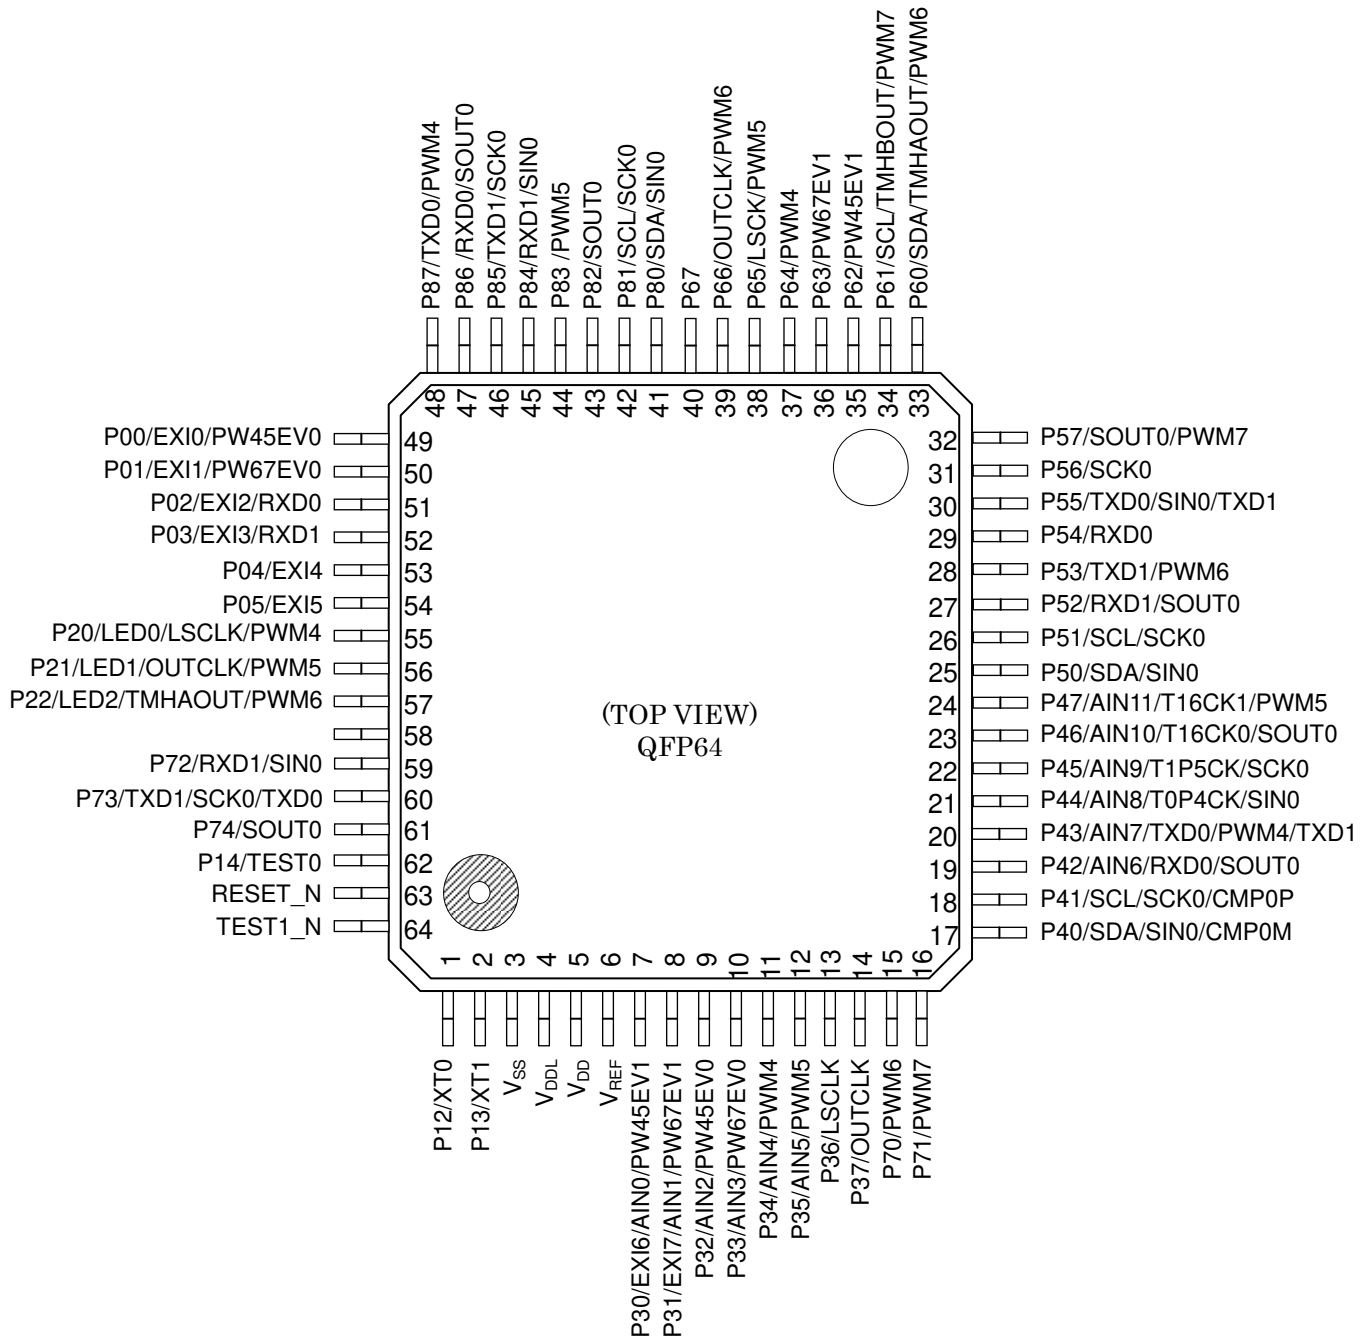 P87/TXD0/PWM4
P86 /RXD0/SOUT0
P85/TXD1/SCK0
P84/RXD1/SIN0
P83 /PWM5
P82/SOUT0
P81/SCL/SCK0
P80/SDA/SIN0
P67
P66/OUTCLK/PWM6
P65/LSCK/PWM5
P64/PWM4
P63/PW67EV1
P62/PW45EV1
P61/SCL/TMHBOUT/PWM7
P60/SDA/TMHAOUT/PWM6
48
47
46
45
44
43
42
41
40
39
38
37
36
35
34
33
P00/EXI0/PW45EV0 49
P01/EXI1/PW67EV0 50
P02/EXI2/RXD0 51
P03/EXI3/RXD1 52
P04/EXI4 53
P05/EXI5 54
P20/LED0/LSCLK/PWM4 55
P21/LED1/OUTCLK/PWM5 56
P22/LED2/TMHAOUT/PWM6 57
58
P72/RXD1/SIN0 59
P73/TXD1/SCK0/TXD0 60
P74/SOUT0 61
P14/TEST0 62
RESET_N 63
TEST1_N 64
(TOP VIEW)
QFP64
32 P57/SOUT0/PWM7
31 P56/SCK0
30 P55/TXD0/SIN0/TXD1
29 P54/RXD0
28 P53/TXD1/PWM6
27 P52/RXD1/SOUT0
26 P51/SCL/SCK0
25 P50/SDA/SIN0
24 P47/AIN11/T16CK1/PWM5
23 P46/AIN10/T16CK0/SOUT0
22 P45/AIN9/T1P5CK/SCK0
21 P44/AIN8/T0P4CK/SIN0
20 P43/AIN7/TXD0/PWM4/TXD1
19 P42/AIN6/RXD0/SOUT0
18 P41/SCL/SCK0/CMP0P
17 P40/SDA/SIN0/CMP0M
1
2
3
4
5
6
7
8
9
10
11
12
13
14
15
16
P12/XT0
P13/XT1
VSS
VDDL
VDD
VREF
P30/EXI6/AIN0/PW45EV1
P31/EXI7/AIN1/PW67EV1
P32/AIN2/PW45EV0
P33/AIN3/PW67EV0
P34/AIN4/PWM4
P35/AIN5/PWM5
P36/LSCLK
P37/OUTCLK
P70/PWM6
P71/PWM7